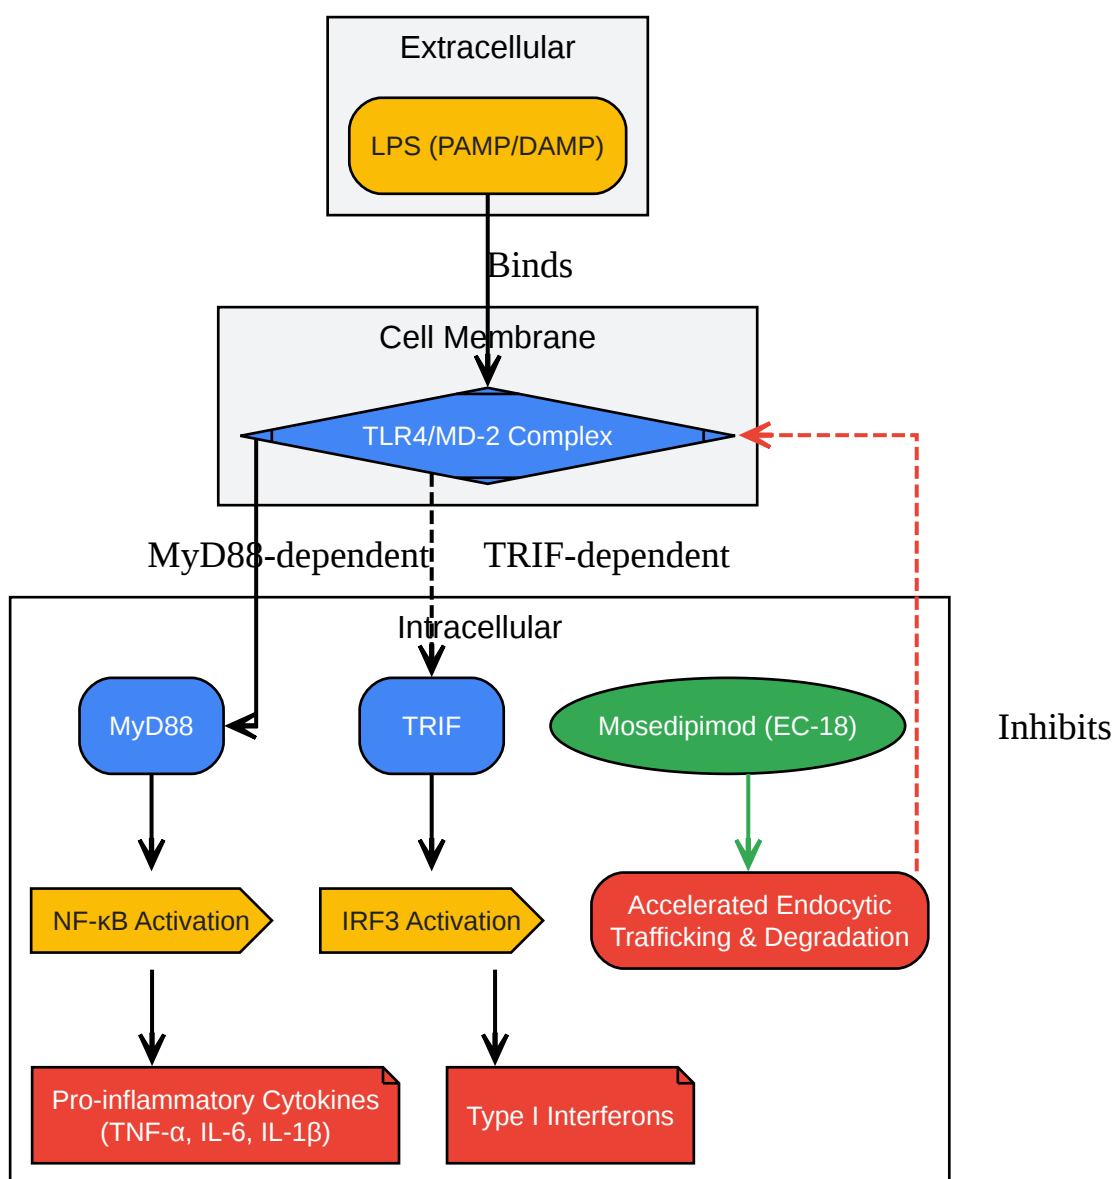 Extracellular
LPS (PAMP/DAMP)
Binds
Cell Membrane
TLR4/MD-2 Complex
MyD88-dependent
TRIF-dependent
Intracellular
MyD88
TRIF
Mosedipimod (EC-18)
Inhibits
NF-κB Activation
IRF3 Activation
Accelerated Endocytic
Trafficking & Degradation
Pro-inflammatory Cytokines
(TNF-α, IL-6, IL-1β)
Type I Interferons